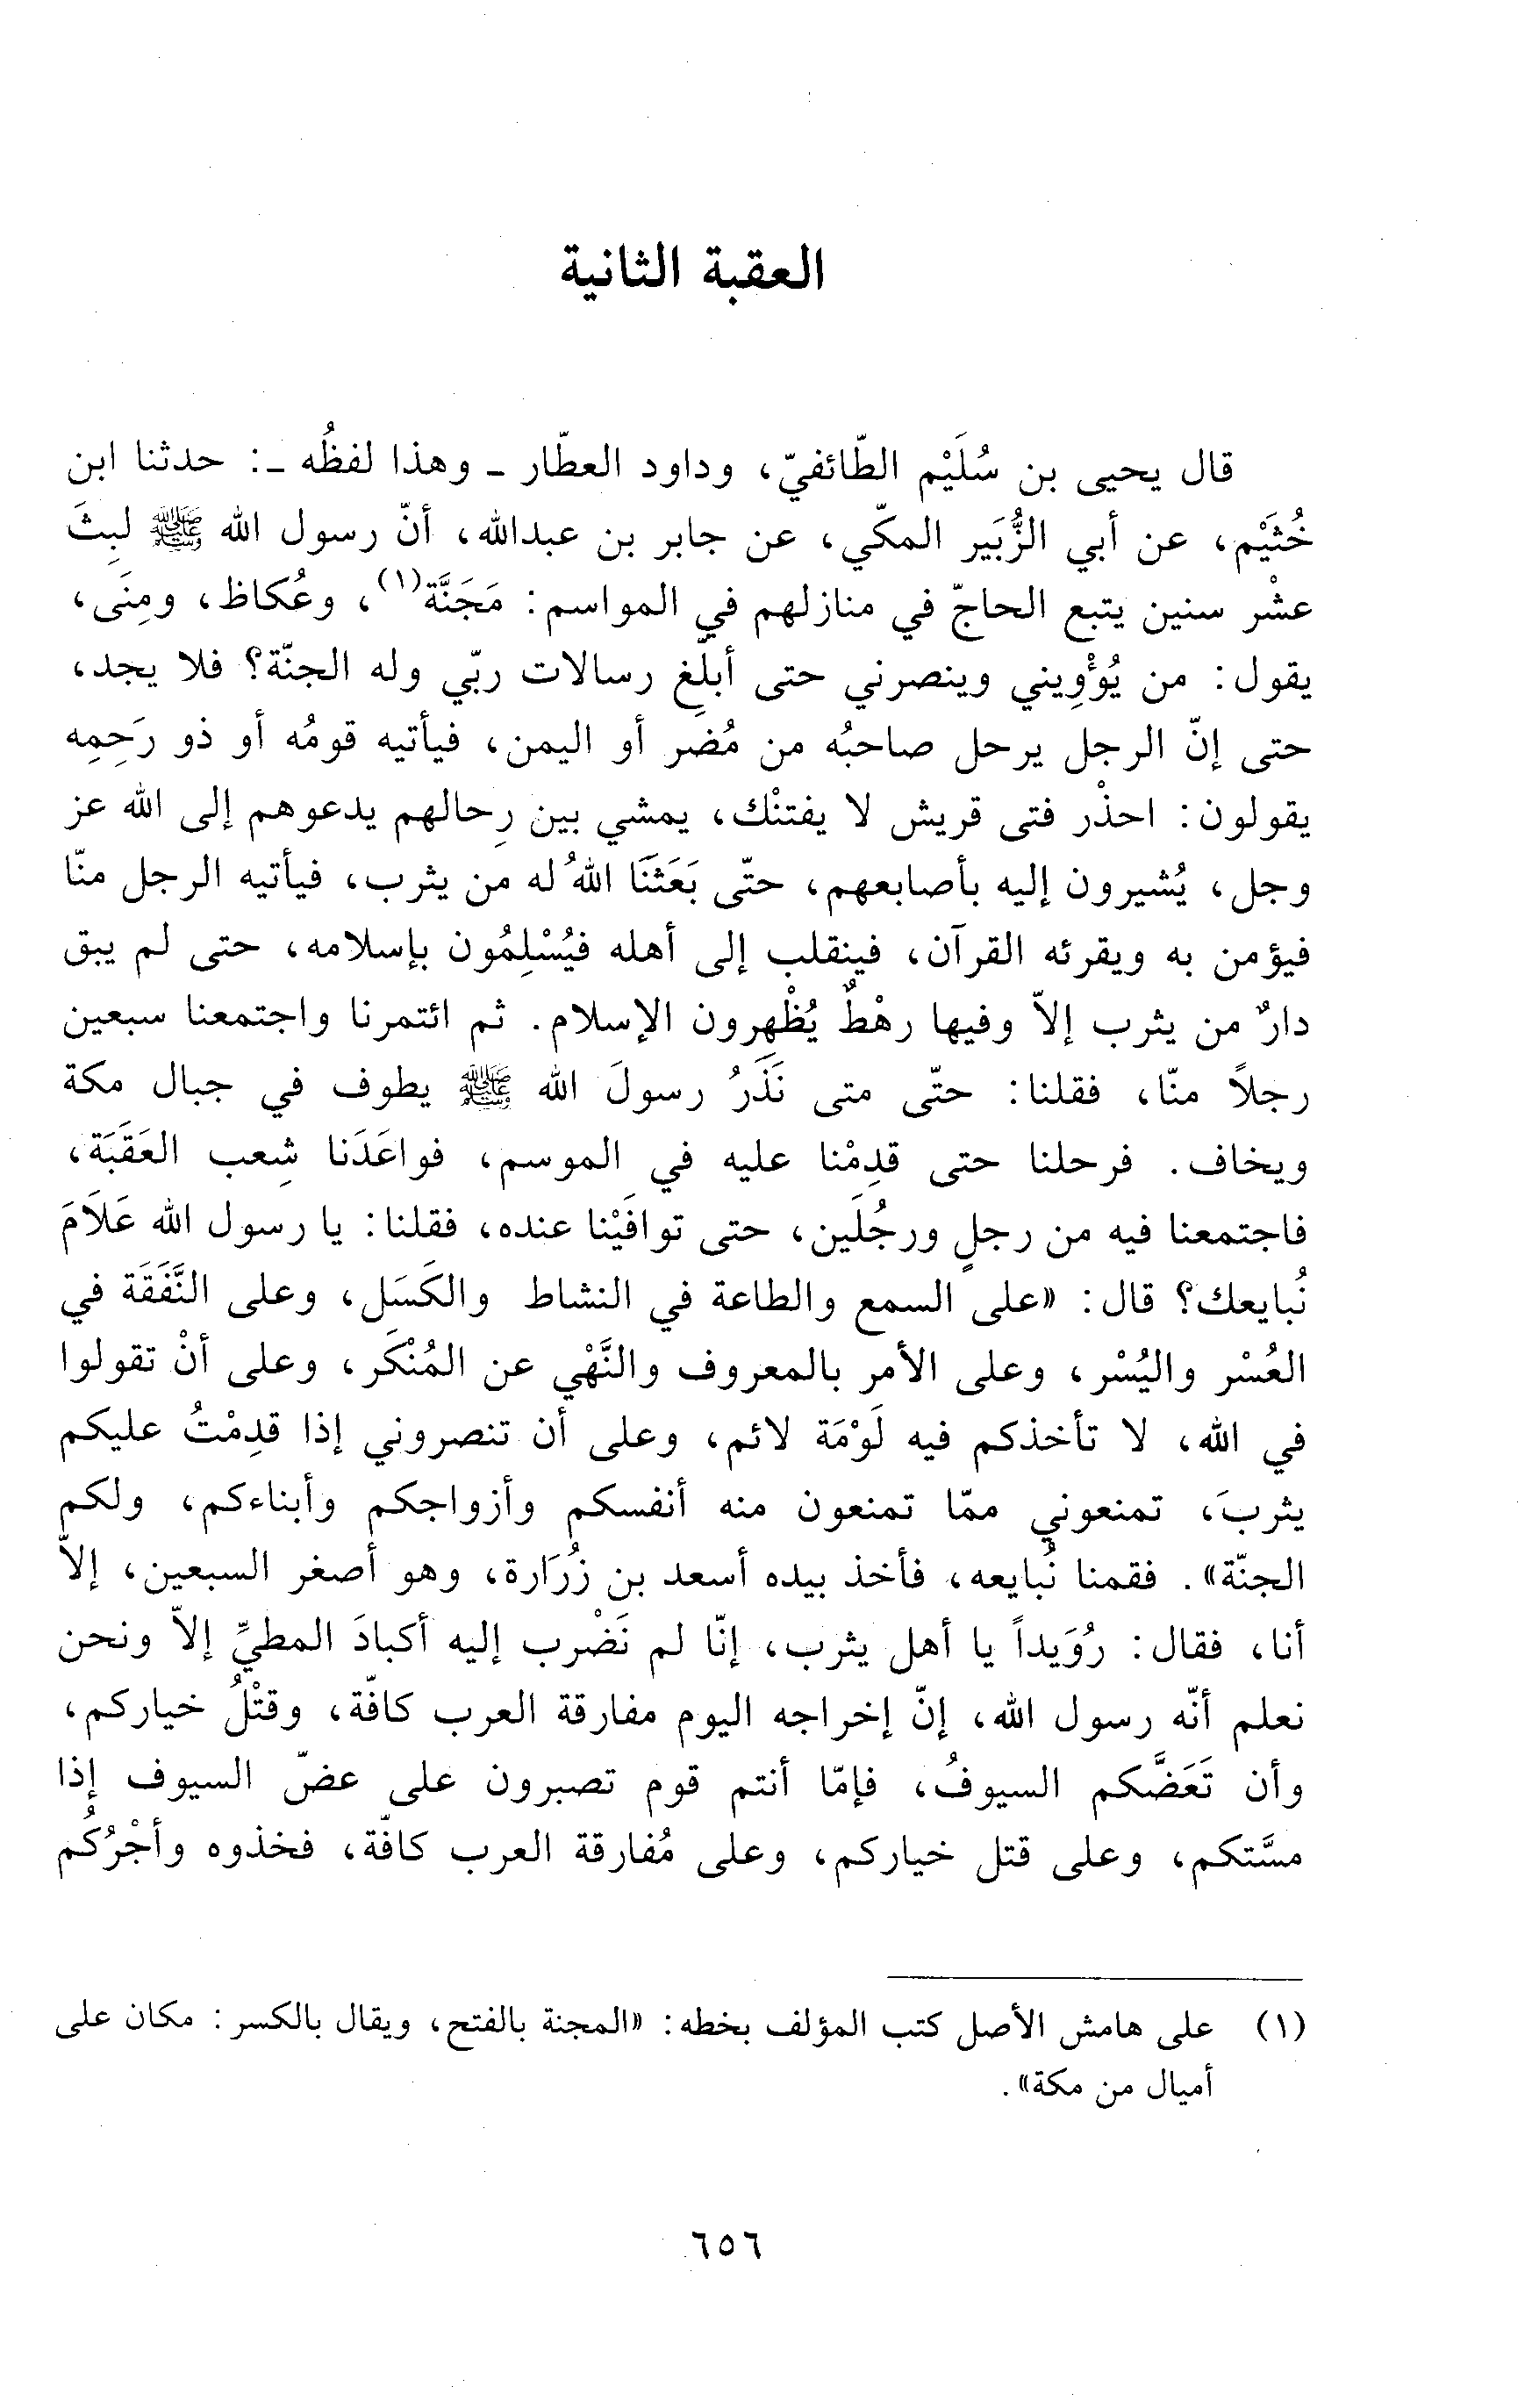 العقبة الثانية
قال يحيى بن سُلَيْم الطّائفيّ، وداود العطّار ـ وهذا لفظُه ـ: حدثنا ابن
خُثَيْم، عن أبي الزُّبَير المكّي، عن جابر بن عبدالله، أنّ رسول الله ﷺ لبِثَ
عشْر سنين يتبع الحاجّ في منازلهم في المواسم: مَجَنَّة(١)، وعُكاظ، ومِنَى،
يقول: من يُؤْوِيني وينصرني حتى أبلّغ رسالات ربّي وله الجنّة؟ فلا يجد،
حتى إنّ الرجل يرحل صاحبُه من مُضَر أو اليمن، فيأتيه قومُه أو ذو رَحِمِه
يقولون: احذْر فتى قريش لا يفتنْك، يمشي بين رِحالهم يدعوهم إلى الله عز
وجل، يُشيرون إليه بأصابعهم، حتّى بَعَثَنَا اللهُ له من يثرب، فيأتيه الرجل منّا
فيؤمن به ويقرئه القرآن، فينقلب إلى أهله فيُسْلِمُون بإسلامه، حتى لم يبق
دارٌ من يثرب إلاّ وفيها رهْطٌ يُظْهِرون الإسلام. ثم ائتمرنا واجتمعنا سبعين
رجلاً منّا، فقلنا: حتّى متى نَذَرُ رسولَ الله ﷺ يطوف في جبال مكة
ويخاف. فرحلنا حتى قدِمْنا عليه في الموسم، فواعَدَنا شِعب العَقَبَة،
فاجتمعنا فيه من رجلٍ ورجُلَين، حتى توافَيْنا عنده، فقلنا: يا رسول الله عَلَامَ
نُبايعك؟ قال: «على السمع والطاعة في النشاط والكَسَل، وعلى النَّفَقَة في
العُسْر واليُسْر، وعلى الأمر بالمعروف والنَّهْي عن المُنْكَر، وعلى أنْ تقولوا
في الله، لا تأخذكم فيه لَوْمَة لائم، وعلى أن تنصروني إذا قدِمْتُ عليكم
يثربَ، تمنعوني ممّا تمنعون منه أنفسكم وأزواجكم وأبناءكم، ولكم
الجنّة». فقمنا نُبايعه، فأخذ بيده أسعد بن زُرَارة، وهو أصغر السبعين، إلاّ
أنا، فقال: رُوَيداً يا أهل يثرب، إنّا لم نَضْرب إليه أكبادَ المطيِّ إلاّ ونحن
نعلم أنّه رسول الله، إنّ إخراجه اليوم مفارقة العرب كافّة، وقتْلُ خياركم،
وأن تَعَضَّكم السيوفُ، فإمّا أنتم قوم تصبرون على عضّ السيوف إذا
مسَّتكم، وعلى قتل خياركم، وعلى مُفارقة العرب كافّة، فخذوه وأجْرُكُم
(١) على هامش الأصل كتب المؤلف بخطه: «المجنة بالفتح، ويقال بالكسر: مكان على
أميال من مكة».
٦٥٦